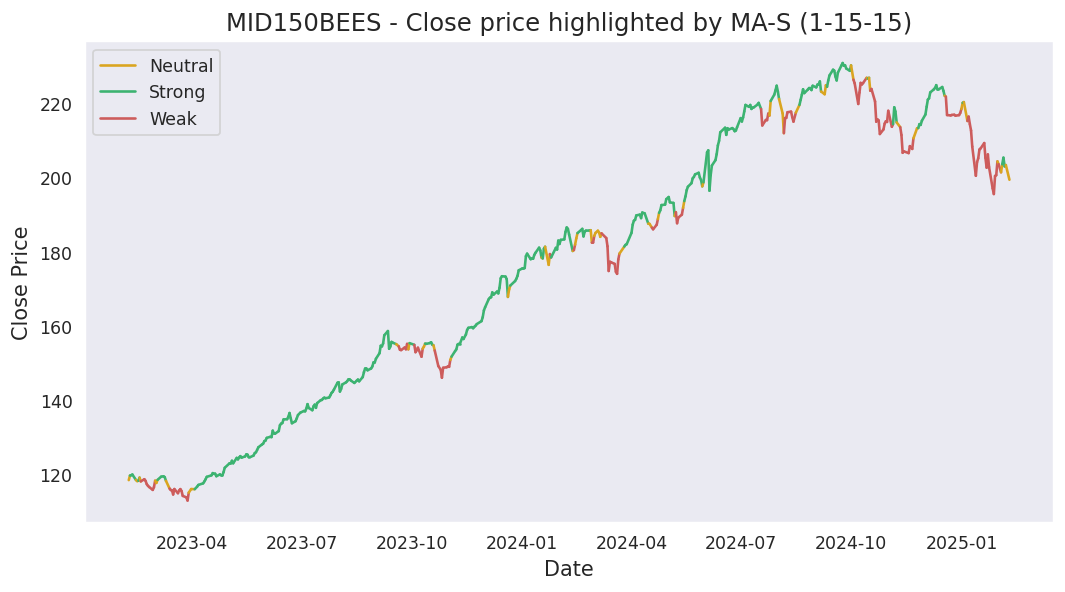 MID150BEES - Close price highlighted by MA-S (1-15-15)
Neutral
Strong
Weak
220
200
180
160
140
120
Close Price
2023-04 2023-07 2023-10 2024-01 2024-04 2024-07 2024-10 2025-01
Date